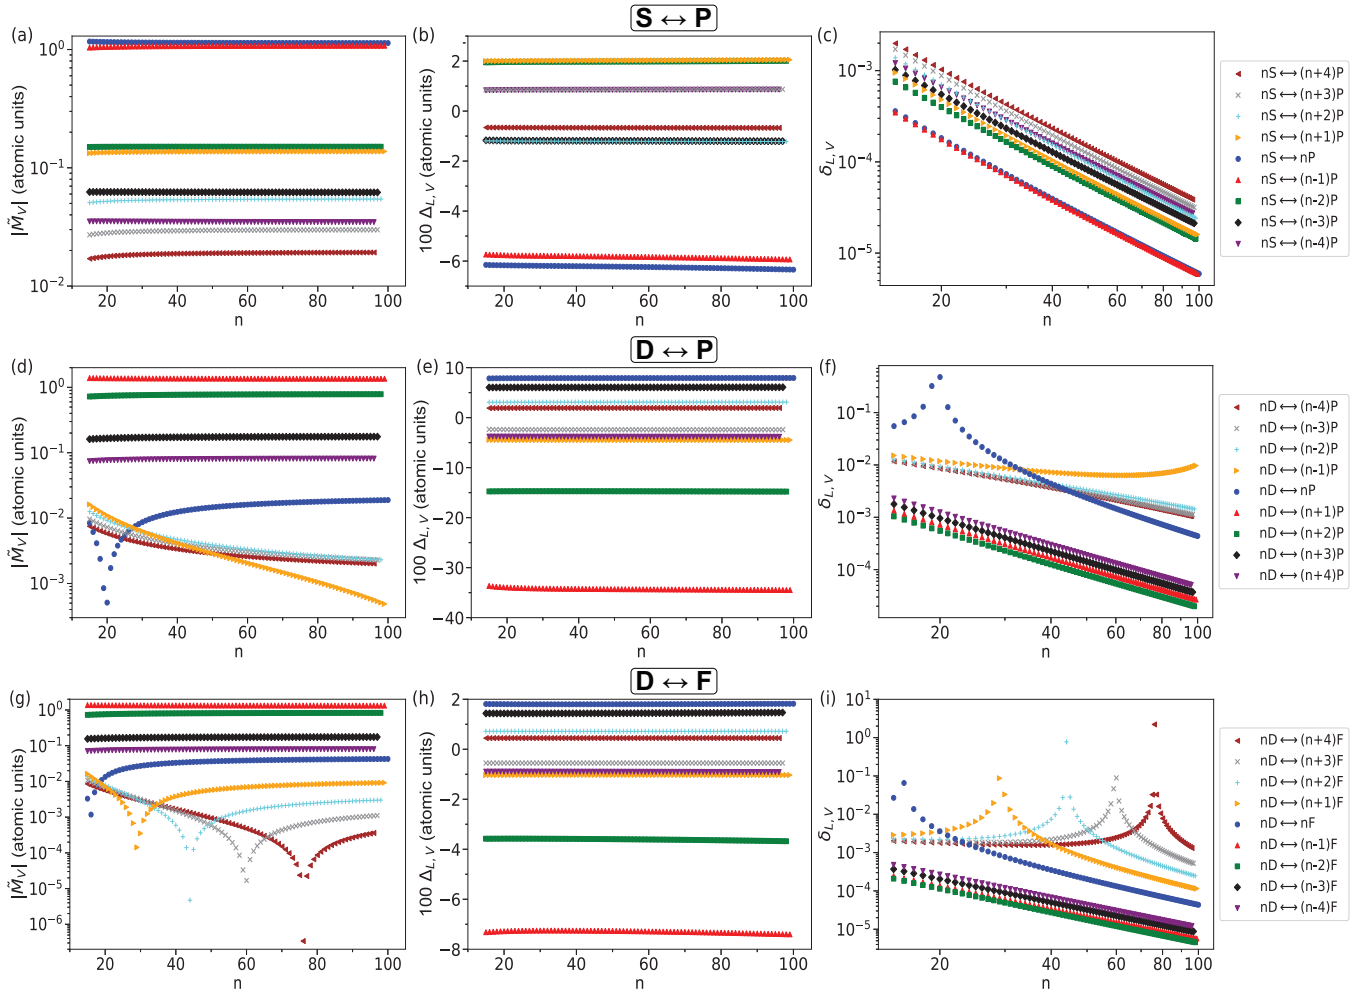 S ↔ P
(a)
10⁰
10⁻¹
10⁻²
|M̃_V| (atomic units)
20 40 60 80 100
n
(b)
2
0
−2
−4
−6
100 Δ_{L,V} (atomic units)
20 40 60 80 100
n
(c)
10⁻³
10⁻⁴
10⁻⁵
δ_{L,V}
20 40 60 80 100
n
nS⟷(n+4)P
nS⟷(n+3)P
nS⟷(n+2)P
nS⟷(n+1)P
nS⟷nP
nS⟷(n-1)P
nS⟷(n-2)P
nS⟷(n-3)P
nS⟷(n-4)P
D ↔ P
(d)
10⁰
10⁻¹
10⁻²
10⁻³
|M̃_V| (atomic units)
20 40 60 80 100
n
(e)
10
0
−10
−20
−30
−40
100 Δ_{L,V} (atomic units)
20 40 60 80 100
n
(f)
10⁻¹
10⁻²
10⁻³
10⁻⁴
δ_{L,V}
20 40 60 80 100
n
nD⟷(n-4)P
nD⟷(n-3)P
nD⟷(n-2)P
nD⟷(n-1)P
nD⟷nP
nD⟷(n+1)P
nD⟷(n+2)P
nD⟷(n+3)P
nD⟷(n+4)P
D ↔ F
(g)
10⁰
10⁻¹
10⁻²
10⁻³
10⁻⁴
10⁻⁵
10⁻⁶
|M̃_V| (atomic units)
20 40 60 80 100
n
(h)
2
0
−2
−4
−6
−8
100 Δ_{L,V} (atomic units)
20 40 60 80 100
n
(i)
10¹
10⁰
10⁻¹
10⁻²
10⁻³
10⁻⁴
10⁻⁵
δ_{L,V}
20 40 60 80 100
n
nD⟷(n+4)F
nD⟷(n+3)F
nD⟷(n+2)F
nD⟷(n+1)F
nD⟷nF
nD⟷(n-1)F
nD⟷(n-2)F
nD⟷(n-3)F
nD⟷(n-4)F